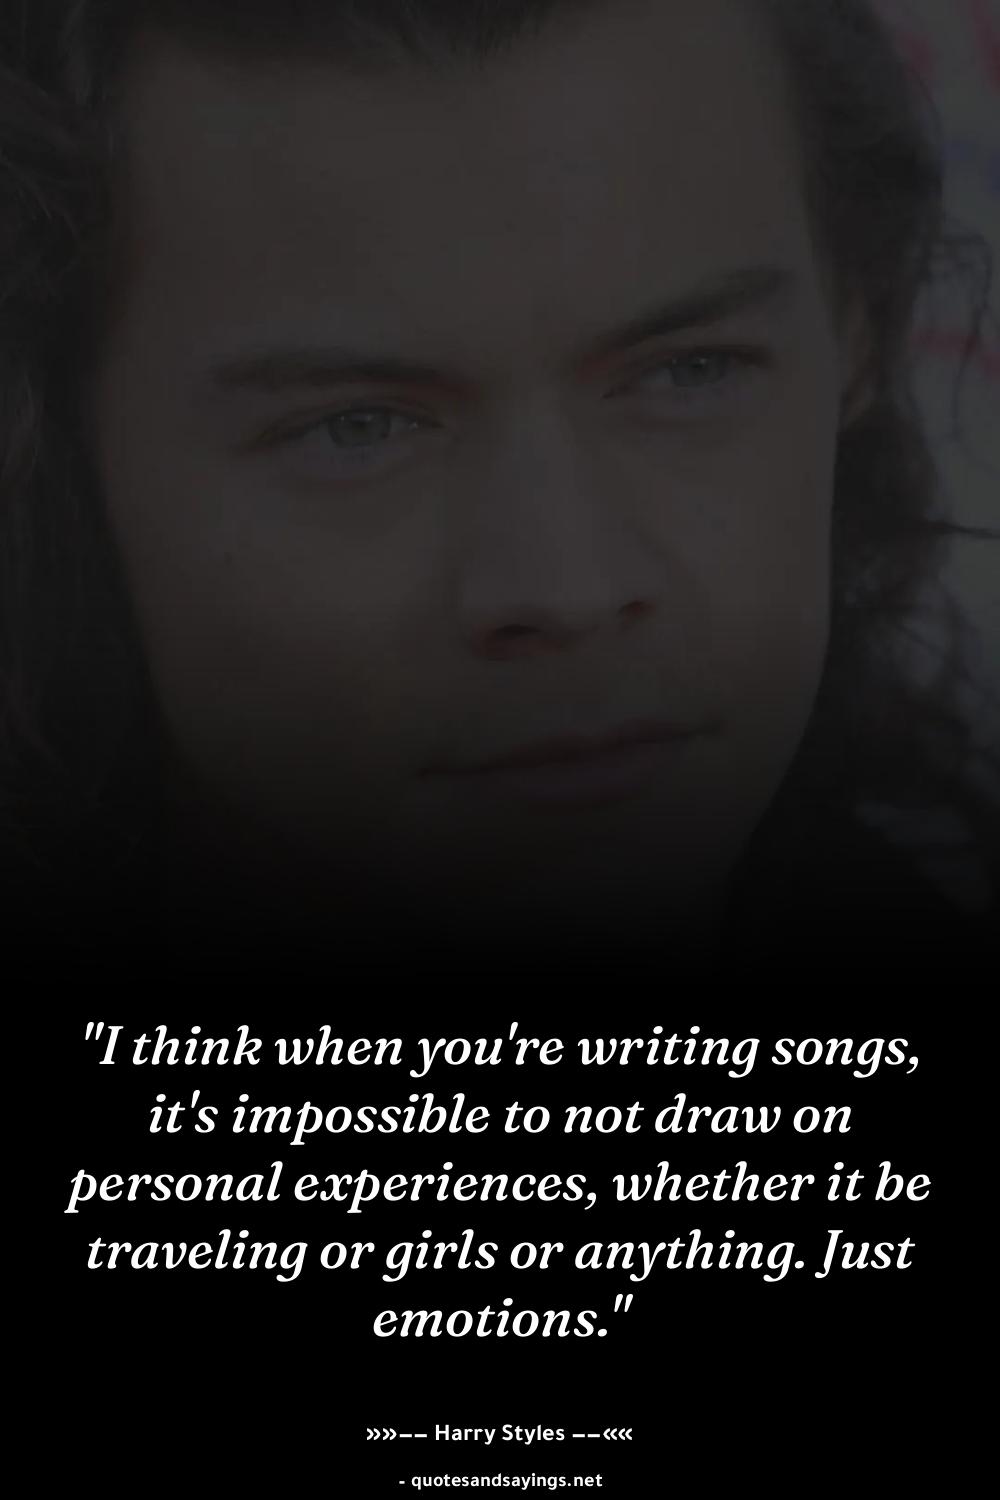 "I think when you're writing songs,
it's impossible to not draw on
personal experiences, whether it be
traveling or girls or anything. Just
emotions."
»»–– Harry Styles ––««
- quotesandsayings.net